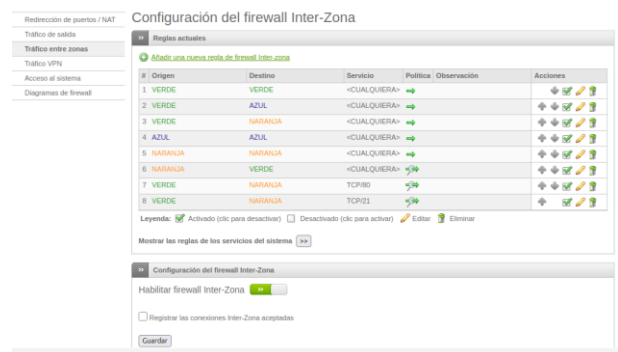 Redirección de puertos / NAT
Tráfico de salida
Tráfico entre zonas
Tráfico VPN
Acceso al sistema
Diagramas de firewall
Configuración del firewall Inter-Zona
›› Reglas actuales
Añadir una nueva regla de firewall Inter-zona
# Origen Destino Servicio Política Observación Acciones
1 VERDE VERDE <CUALQUIERA>
2 VERDE AZUL <CUALQUIERA>
3 VERDE NARANJA <CUALQUIERA>
4 AZUL AZUL <CUALQUIERA>
5 NARANJA NARANJA <CUALQUIERA>
6 NARANJA VERDE <CUALQUIERA>
7 VERDE NARANJA TCP/80
8 VERDE NARANJA TCP/21
Leyenda: Activado (clic para desactivar) Desactivado (clic para activar) Editar Eliminar
Mostrar las reglas de los servicios del sistema >>
›› Configuración del firewall Inter-Zona
Habilitar firewall Inter-Zona ››
Registrar las conexiones Inter-Zona aceptadas
Guardar